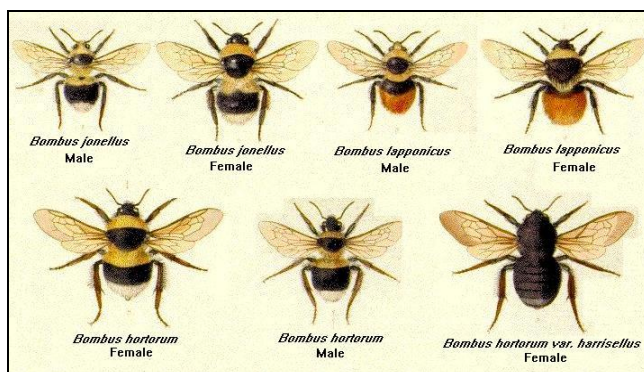 Bombus jonellus
Male
Bombus jonellus
Female
Bombus lapponicus
Male
Bombus lapponicus
Female
Bombus hortorum
Female
Bombus hortorum
Male
Bombus hortorum var. harrisellus
Female